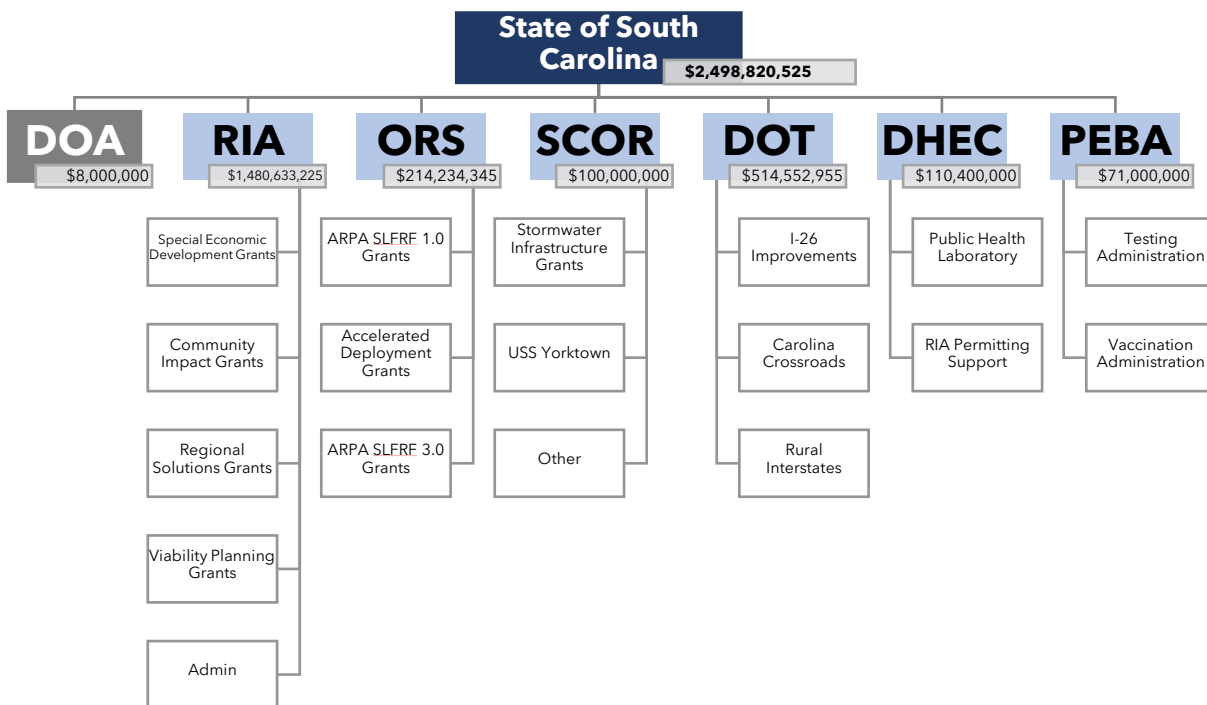 State of South
Carolina
$2,498,820,525
DOA
$8,000,000
RIA
$1,480,633,225
ORS
$214,234,345
SCOR
$100,000,000
DOT
$514,552,955
DHEC
$110,400,000
PEBA
$71,000,000
Special Economic
Development Grants
Community
Impact Grants
Regional
Solutions Grants
Viability Planning
Grants
Admin
ARPA SLFRF 1.0
Grants
Accelerated
Deployment
Grants
ARPA SLFRF 3.0
Grants
Stormwater
Infrastructure
Grants
USS Yorktown
Other
I-26
Improvements
Carolina
Crossroads
Rural
Interstates
Public Health
Laboratory
RIA Permitting
Support
Testing
Administration
Vaccination
Administration